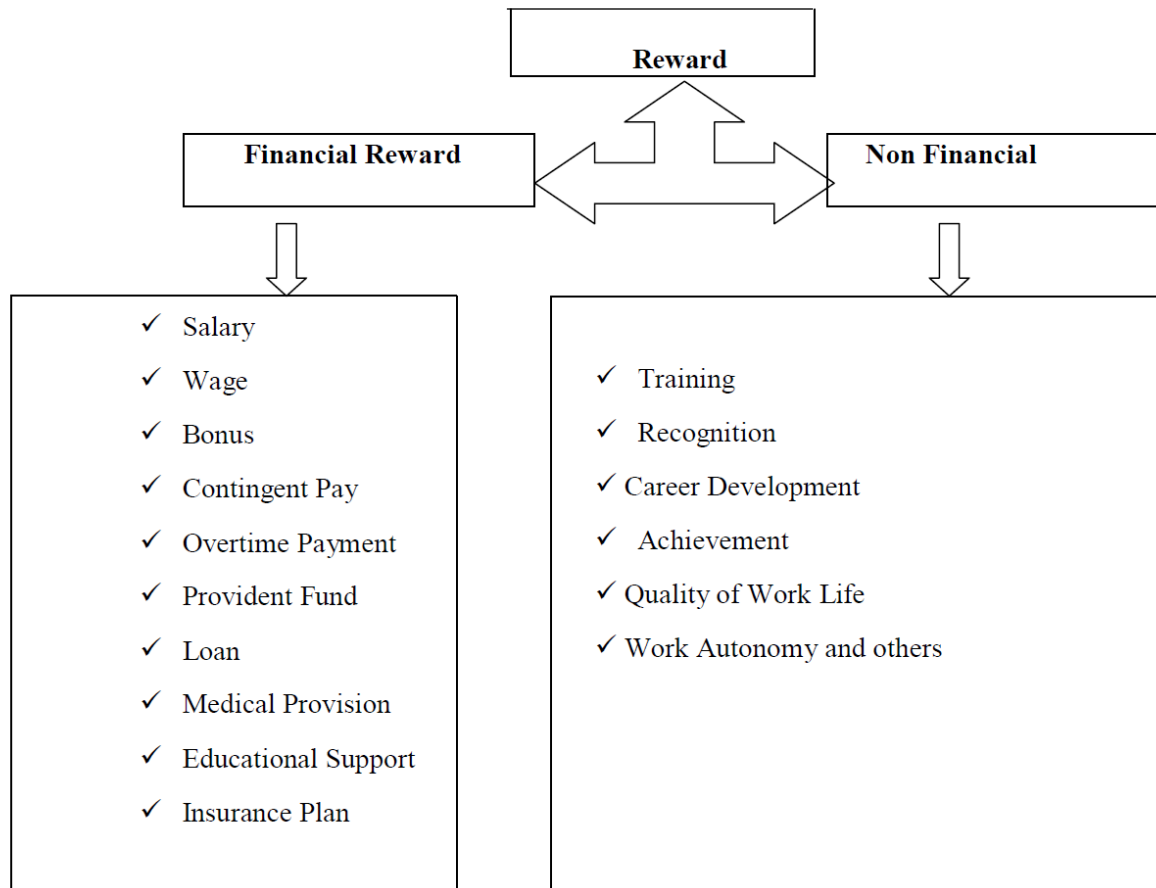 Reward
Financial Reward
Non Financial
Salary
Wage
Bonus
Contingent Pay
Overtime Payment
Provident Fund
Loan
Medical Provision
Educational Support
Insurance Plan
Training
Recognition
Career Development
Achievement
Quality of Work Life
Work Autonomy and others